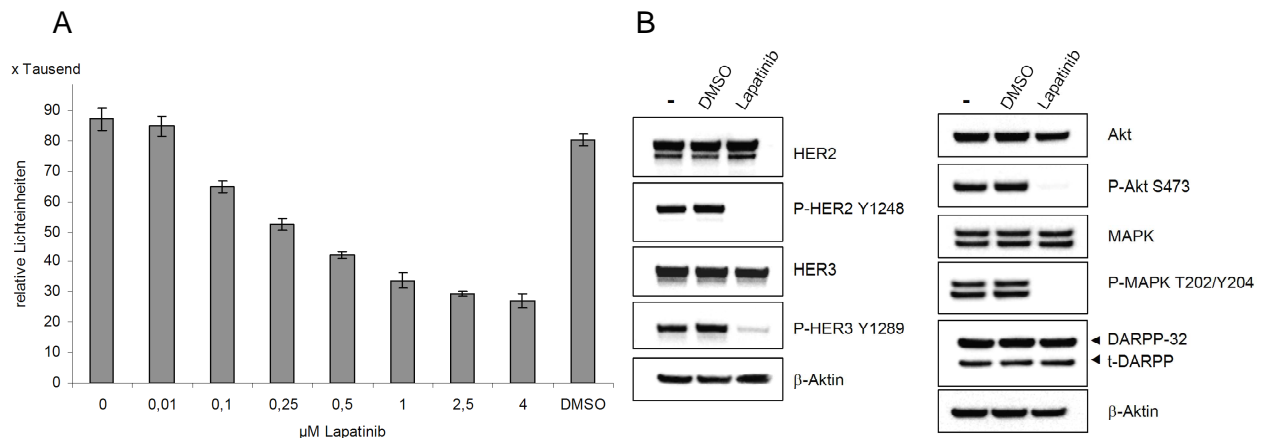 A
x Tausend
relative Lichteinheiten
90
80
70
60
50
40
30
20
10
0
0 0,01 0,1 0,25 0,5 1 2,5 4 DMSO
µM Lapatinib
B
- DMSO Lapatinib
HER2
P-HER2 Y1248
HER3
P-HER3 Y1289
β-Aktin
- DMSO Lapatinib
Akt
P-Akt S473
MAPK
P-MAPK T202/Y204
DARPP-32
t-DARPP
β-Aktin